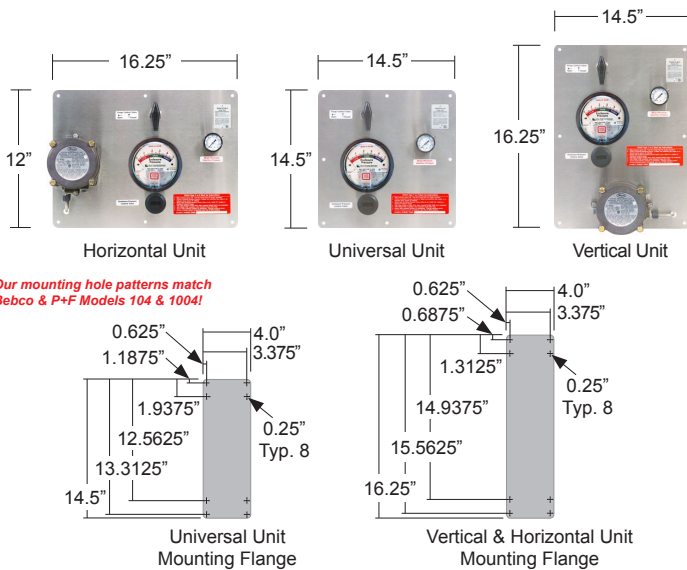 16.25”
12”
Horizontal Unit
14.5”
14.5”
Universal Unit
14.5”
16.25”
Vertical Unit
Our mounting hole patterns match
Bebco & P+F Models 104 & 1004!
0.625”
4.0”
1.1875”
3.375”
1.9375”
0.25”
Typ. 8
12.5625”
13.3125”
14.5”
Universal Unit
Mounting Flange
0.625”
4.0”
0.6875”
3.375”
1.3125”
0.25”
Typ. 8
14.9375”
15.5625”
16.25”
Vertical & Horizontal Unit
Mounting Flange